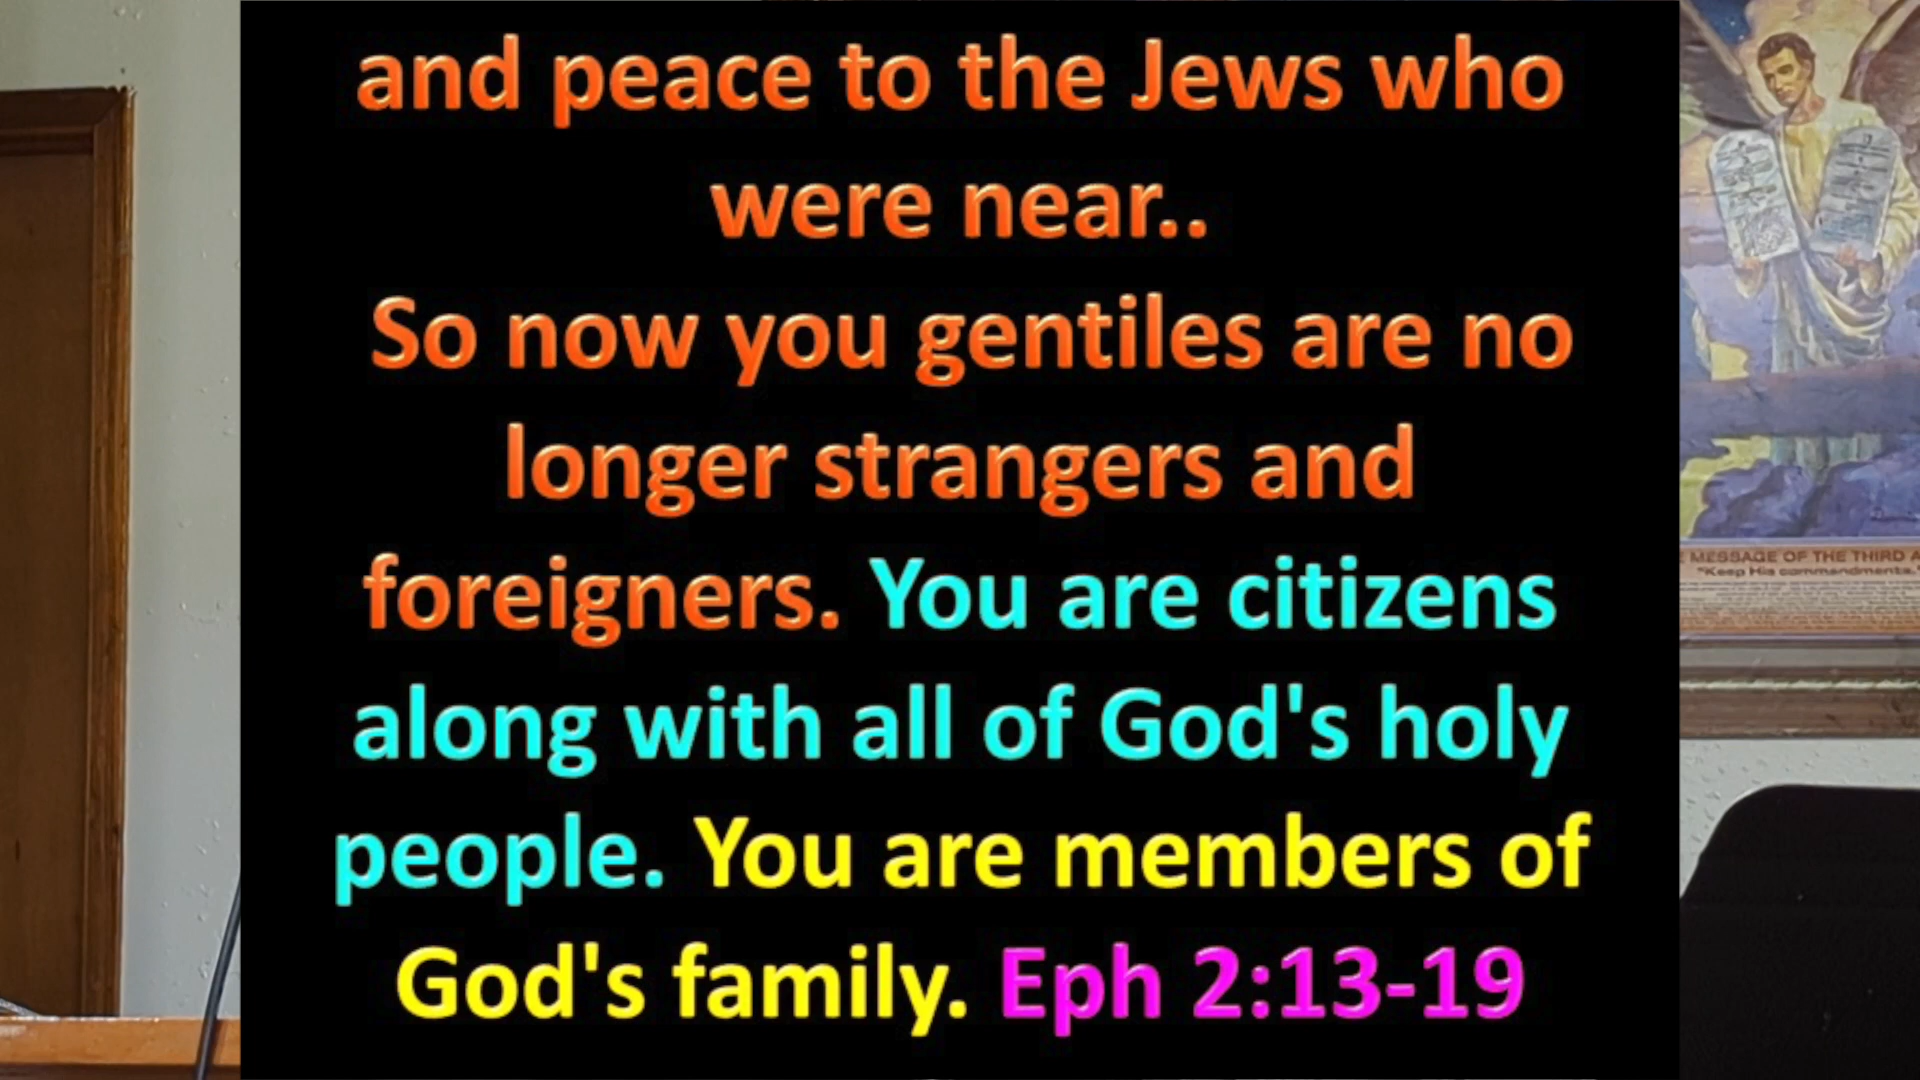 and peace to the Jews who
were near..
So now you gentiles are no
longer strangers and
foreigners. You are citizens
along with all of God's holy
people. You are members of
God's family. Eph 2:13-19
MESSAGE OF THE THIRD A
"Keep His commandments."